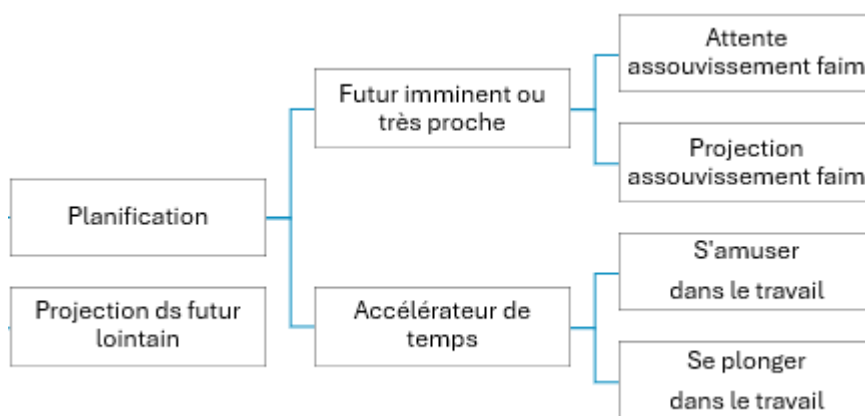 Attente
assouvissement faim
Futur imminent ou
très proche
Projection
assouvissement faim
Planification
S'amuser
dans le travail
Projection ds futur
lointain
Accélérateur de
temps
Se plonger
dans le travail